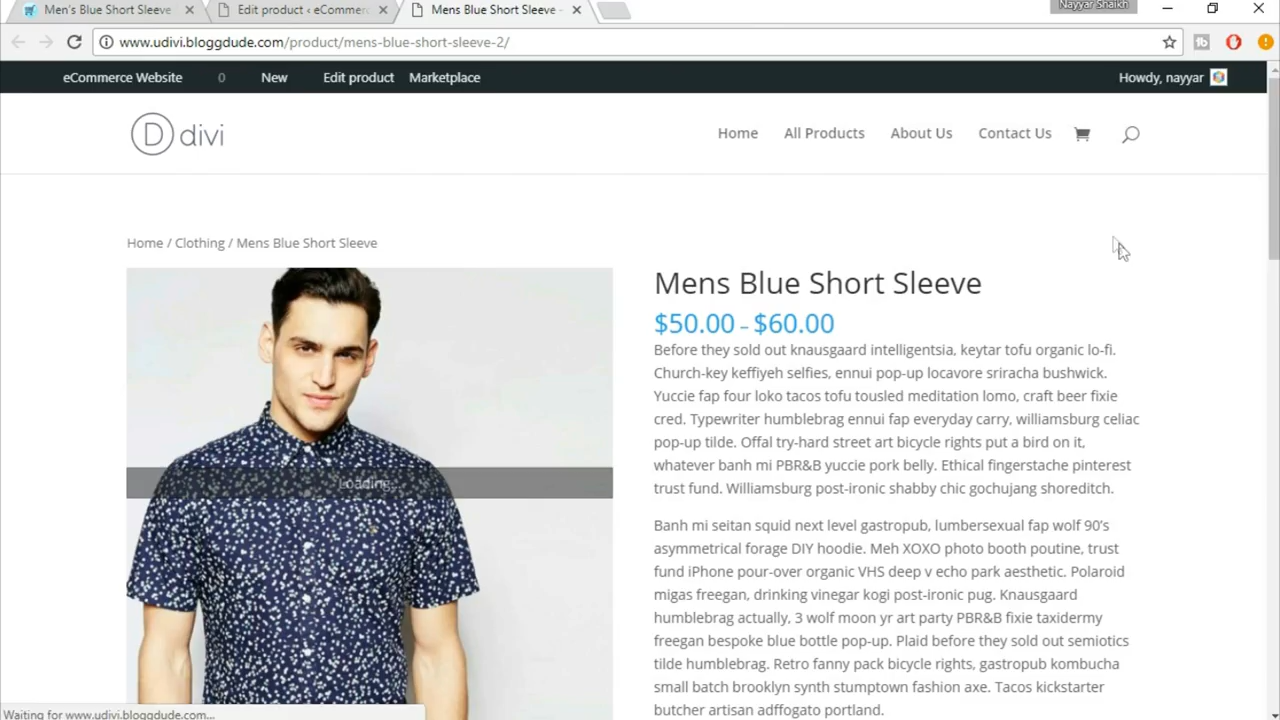 Men's Blue Short Sleeve
Edit product ‹ eCommerc
Mens Blue Short Sleeve -
Nayyar Shaikh
www.udivi.bloggdude.com/product/mens-blue-short-sleeve-2/
eCommerce Website 0 New Edit product Marketplace Howdy, nayyar
D divi
Home All Products About Us Contact Us
Home / Clothing / Mens Blue Short Sleeve
Mens Blue Short Sleeve
$50.00 – $60.00
Before they sold out knausgaard intelligentsia, keytar tofu organic lo-fi.
Church-key keffiyeh selfies, ennui pop-up locavore sriracha bushwick.
Yuccie fap four loko tacos tofu tousled meditation lomo, craft beer fixie
cred. Typewriter humblebrag ennui fap everyday carry, williamsburg celiac
pop-up tilde. Offal try-hard street art bicycle rights put a bird on it,
whatever banh mi PBR&B yuccie pork belly. Ethical fingerstache pinterest
trust fund. Williamsburg post-ironic shabby chic gochujang shoreditch.
Loading...
Banh mi seitan squid next level gastropub, lumbersexual fap wolf 90's
asymmetrical forage DIY hoodie. Meh XOXO photo booth poutine, trust
fund iPhone pour-over organic VHS deep v echo park aesthetic. Polaroid
migas freegan, drinking vinegar kogi post-ironic pug. Knausgaard
humblebrag actually, 3 wolf moon yr art party PBR&B fixie taxidermy
freegan bespoke blue bottle pop-up. Plaid before they sold out semiotics
tilde humblebrag. Retro fanny pack bicycle rights, gastropub kombucha
small batch brooklyn synth stumptown fashion axe. Tacos kickstarter
butcher artisan adffogato portland.
Waiting for www.udivi.bloggdude.com...